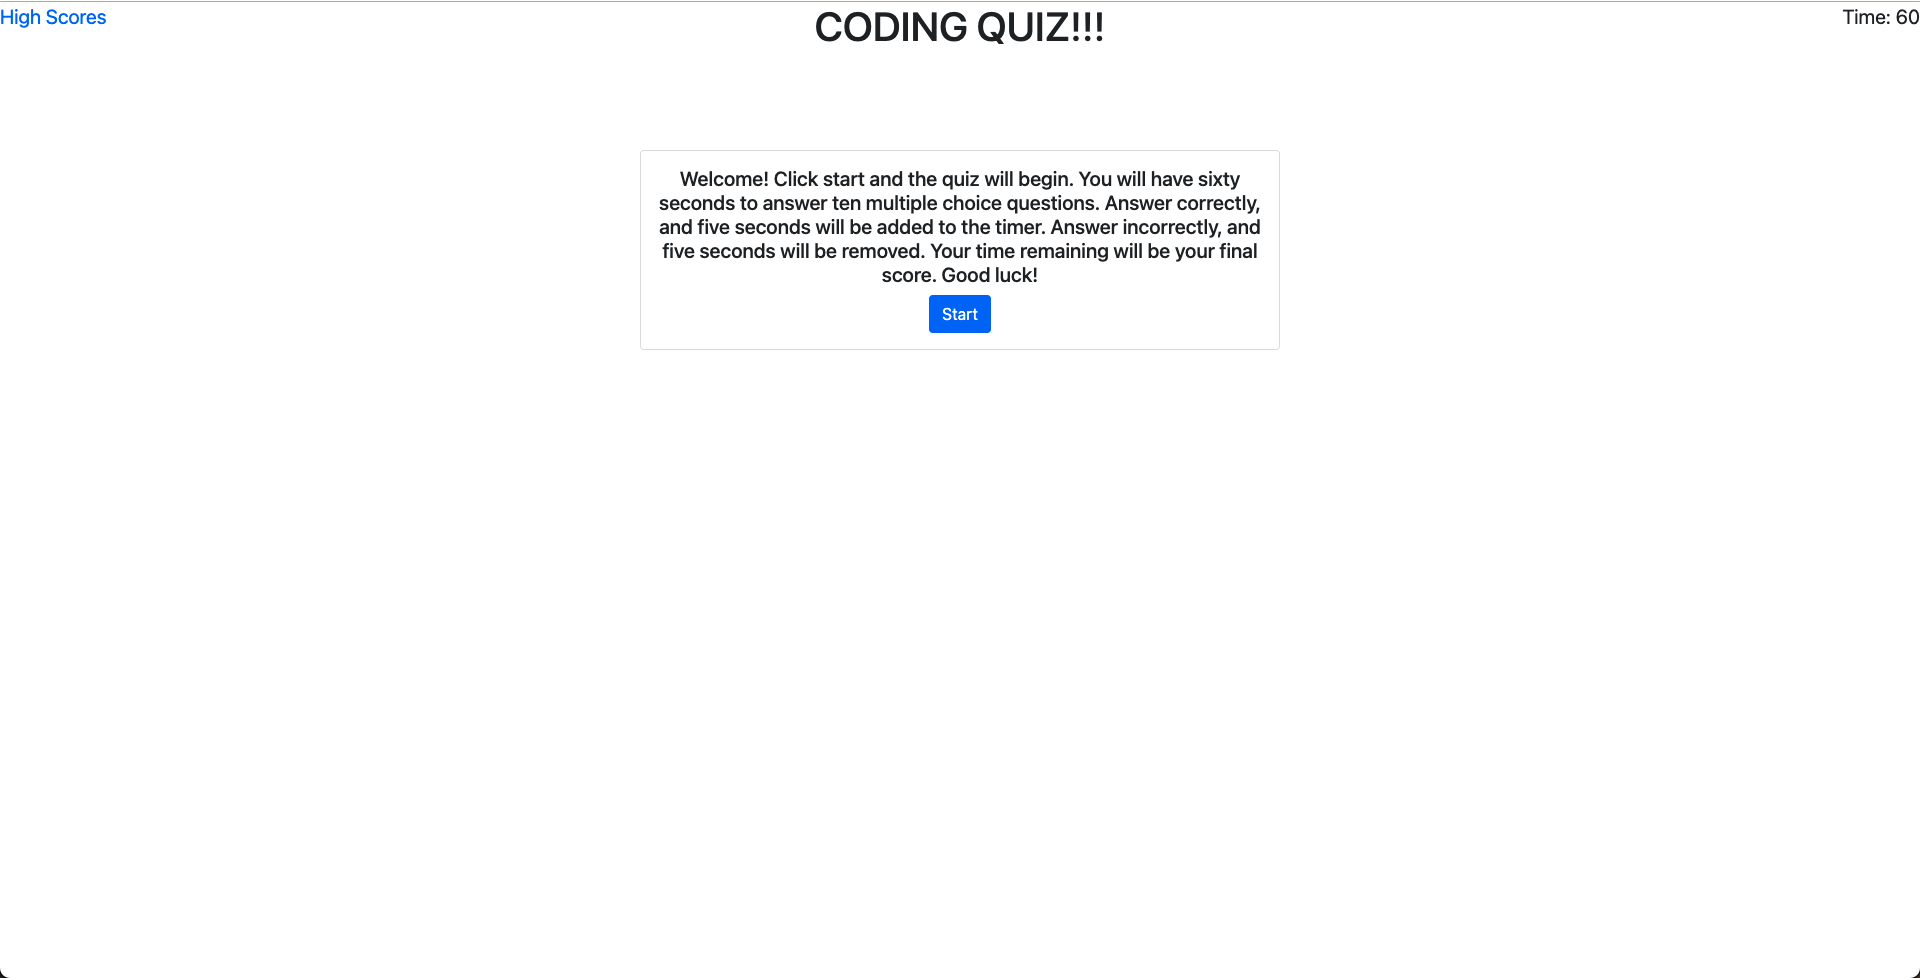 High Scores
CODING QUIZ!!!
Time: 60
Welcome! Click start and the quiz will begin. You will have sixty
seconds to answer ten multiple choice questions. Answer correctly,
and five seconds will be added to the timer. Answer incorrectly, and
five seconds will be removed. Your time remaining will be your final
score. Good luck!
Start